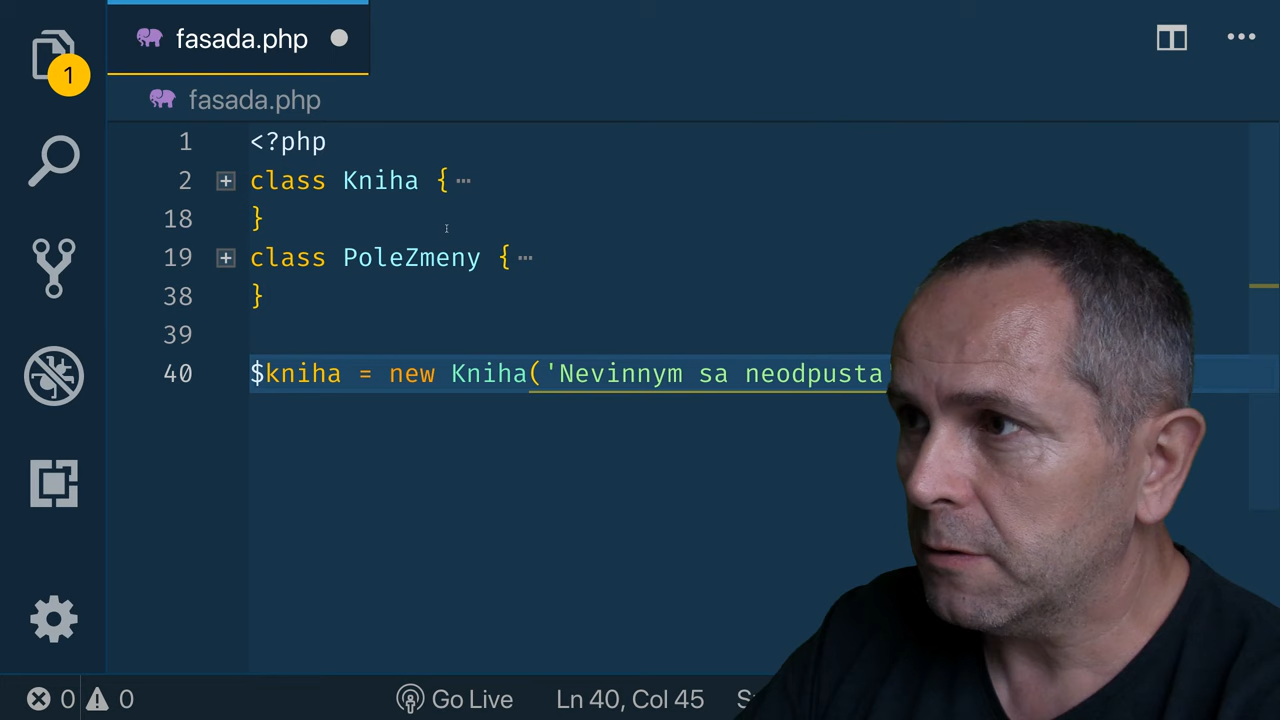 fasada.php
1
fasada.php
1 <?php
2 class Kniha { ⋯
18 }
19 class PoleZmeny { ⋯
38 }
39
40 $kniha = new Kniha('Nevinnym sa neodpusta'
0 0 Go Live Ln 40, Col 45